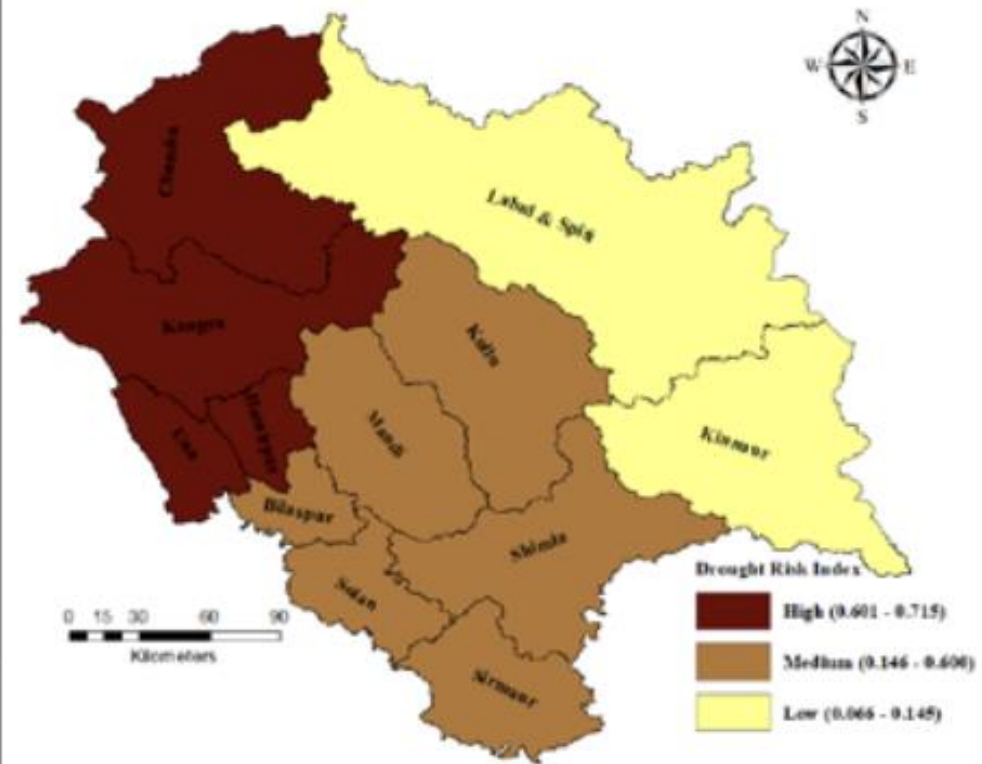 N
W E
S
Chamba
Lahul & Spiti
Kangra
Kullu
Hamirpur
Mandi
Una
Kinnaur
Bilaspur
Shimla
Solan
Sirmaur
Drought Risk Index
High (0.601 - 0.715)
Medium (0.146 - 0.600)
Low (0.066 - 0.145)
0 15 30 60 90
Kilometers